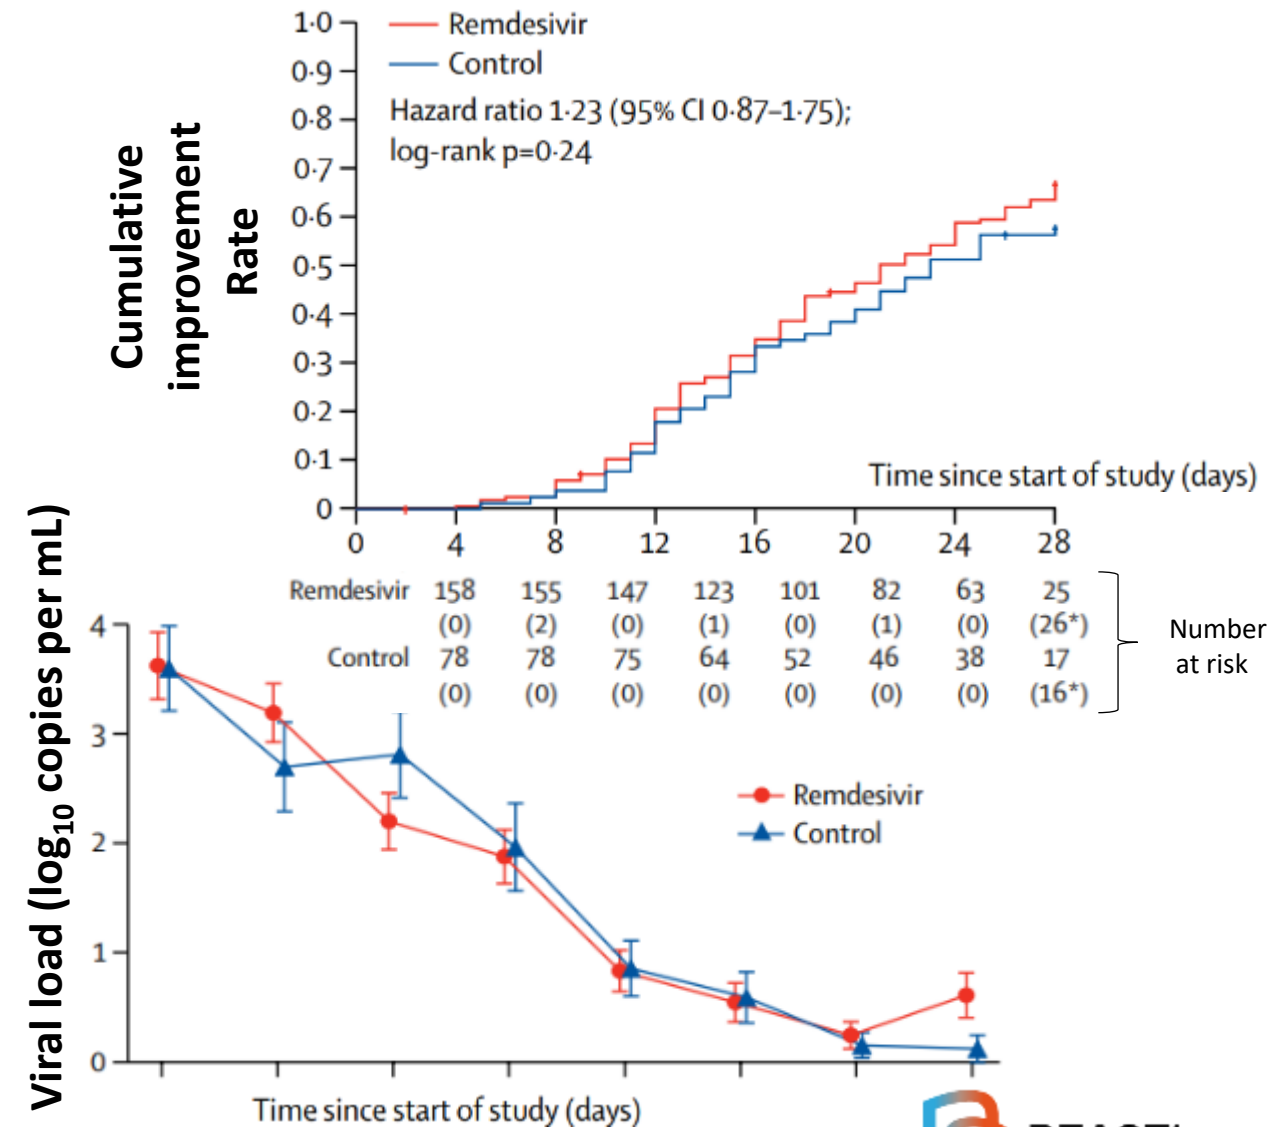 Cumulative
improvement
Rate
1·0
0·9
0·8
0·7
0·6
0·5
0·4
0·3
0·2
0·1
0
Remdesivir
Control
Hazard ratio 1·23 (95% CI 0·87–1·75);
log-rank p=0·24
Time since start of study (days)
0 4 8 12 16 20 24 28
Remdesivir 158 155 147 123 101 82 63 25
(0) (2) (0) (1) (0) (1) (0) (26*)
Control 78 78 75 64 52 46 38 17
(0) (0) (0) (0) (0) (0) (0) (16*)
Number
at risk
Viral load (log10 copies per mL)
4
3
2
1
0
Remdesivir
Control
Time since start of study (days)